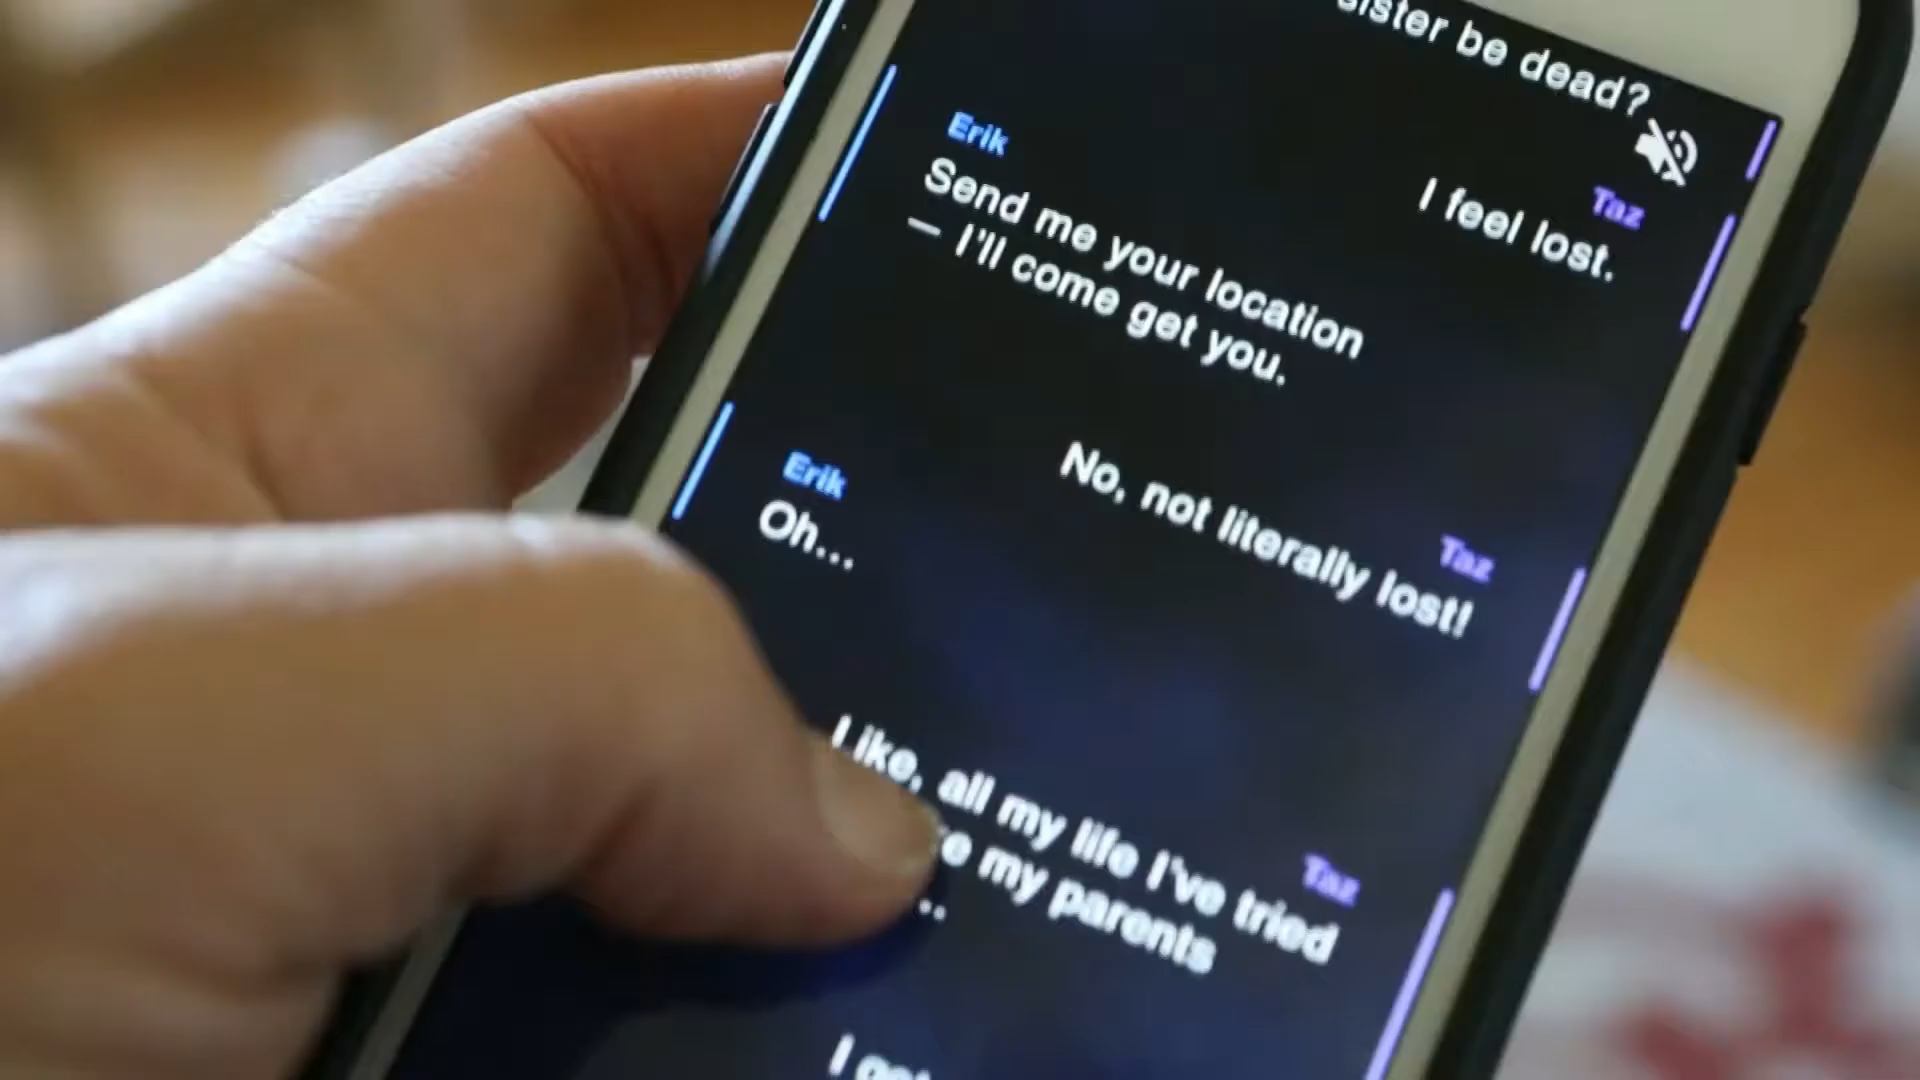 sister be dead?
Taz
I feel lost.
Erik
Send me your location
— I'll come get you.
Taz
No, not literally lost!
Erik
Oh...
Taz
Like, all my life I've tried
my parents
I